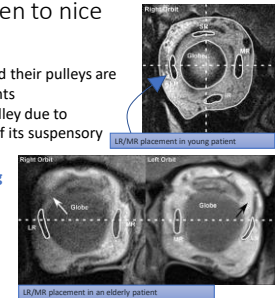 en to nice
d their pulleys are
nts
lley due to
f its suspensory
g
Right Orbit
SR
MR
LR
Globe
IR
LR/MR placement in young patient
Right Orbit
Left Orbit
Globe
Globe
LR
MR
MR
LR/MR placement in an elderly patient